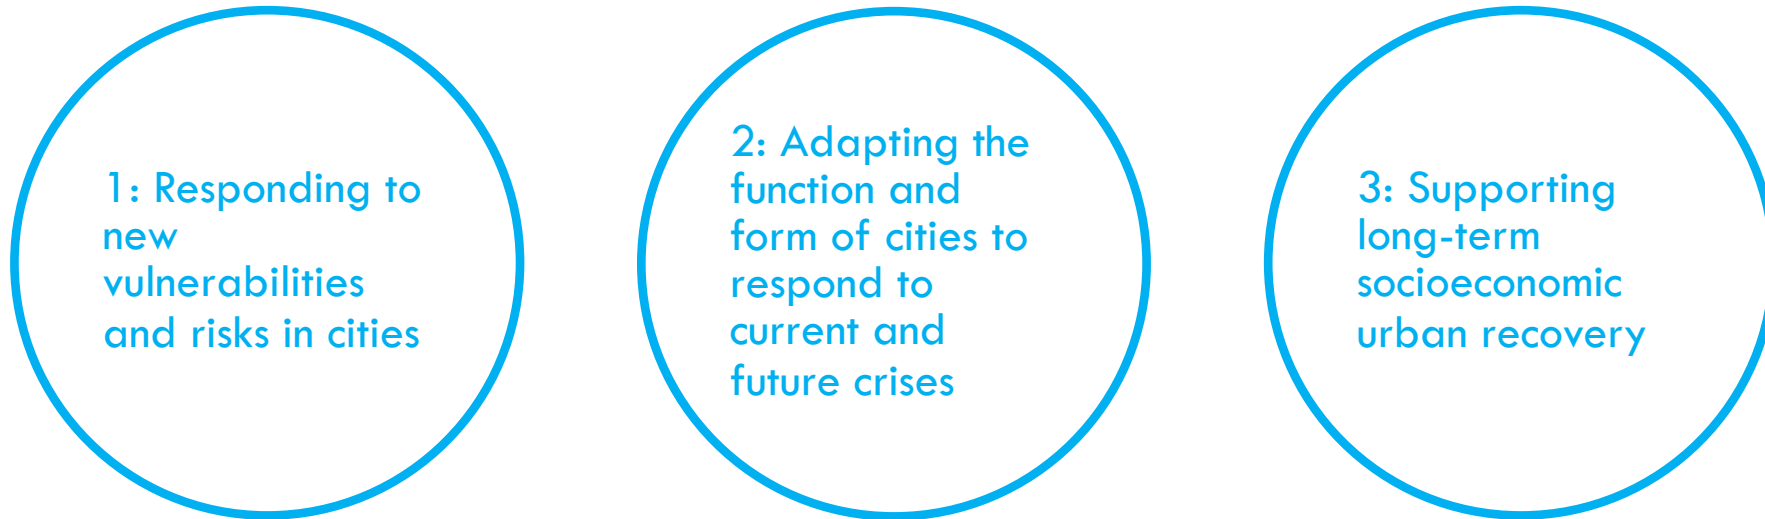 1: Responding to
new
vulnerabilities
and risks in cities
2: Adapting the
function and
form of cities to
respond to
current and
future crises
3: Supporting
long-term
socioeconomic
urban recovery